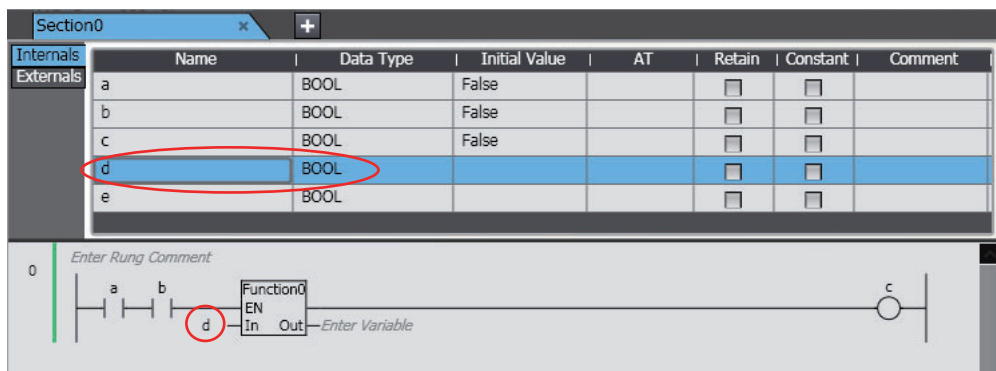 Section0 × +
Internals Name Data Type Initial Value AT Retain Constant Comment
Externals
a BOOL False
b BOOL False
c BOOL False
d BOOL
e BOOL
Enter Rung Comment
0
a b Function0 c
EN
d In Out Enter Variable